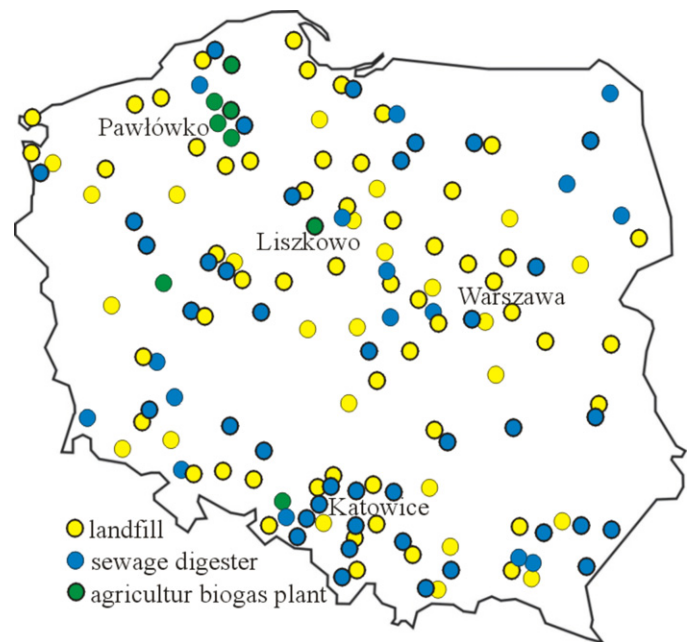 Pawłówko
Liszkowo
Warszawa
Katowice
landfill
sewage digester
agricultur biogas plant